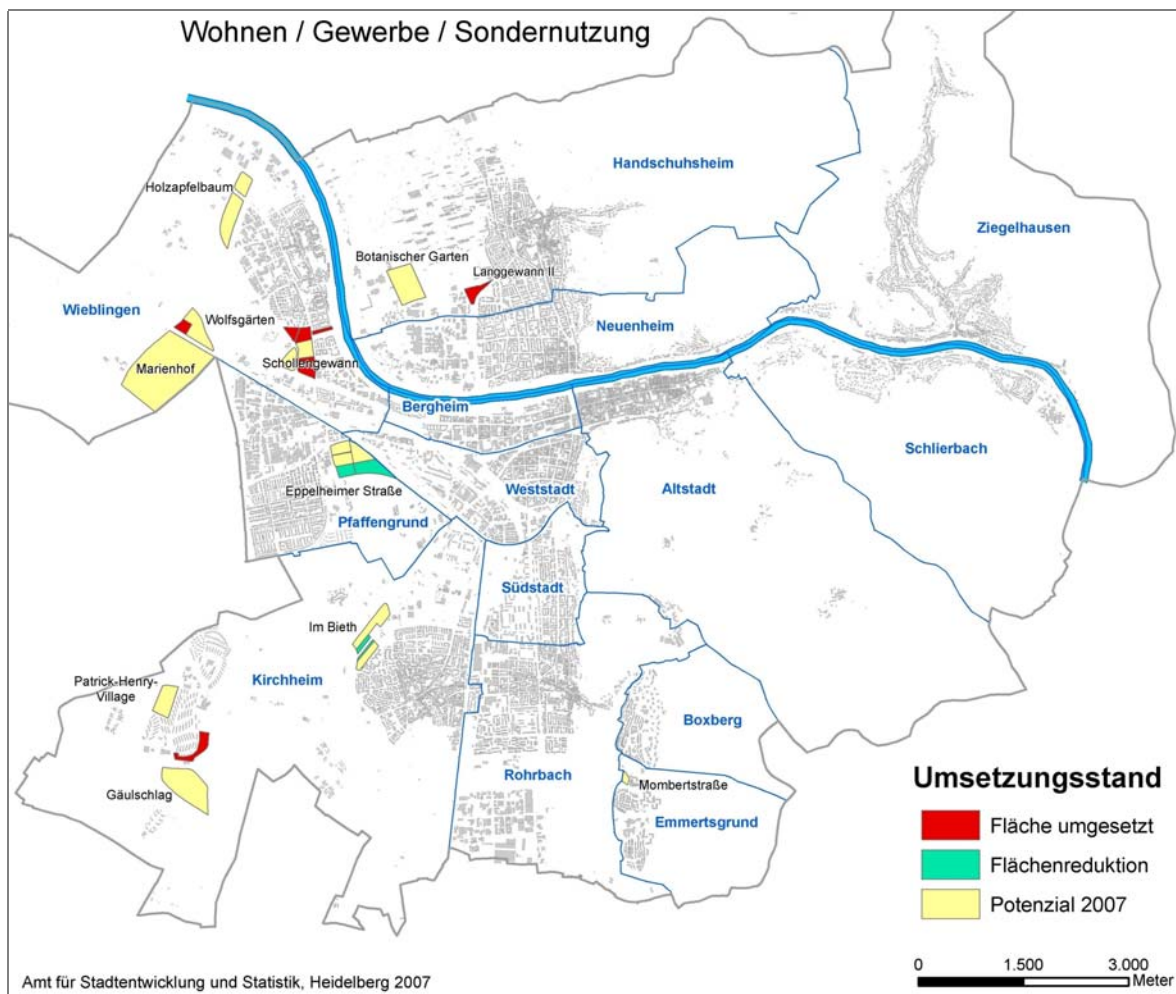 Wohnen / Gewerbe / Sondernutzung
Handschuhsheim
Holzapfelbaum
Ziegelhausen
Botanischer Garten
Langgewann II
Wieblingen
Wolfsgärten
Neuenheim
Schollengewann
Marienhof
Bergheim
Schlierbach
Eppelheimer Straße
Weststadt
Altstadt
Pfaffengrund
Südstadt
Im Bieth
Patrick-Henry-
Village
Kirchheim
Boxberg
Gäulschlag
Rohrbach
Mombertstraße
Emmertsgrund
Umsetzungsstand
Fläche umgesetzt
Flächenreduktion
Potenzial 2007
0 1.500 3.000
Meter
Amt für Stadtentwicklung und Statistik, Heidelberg 2007